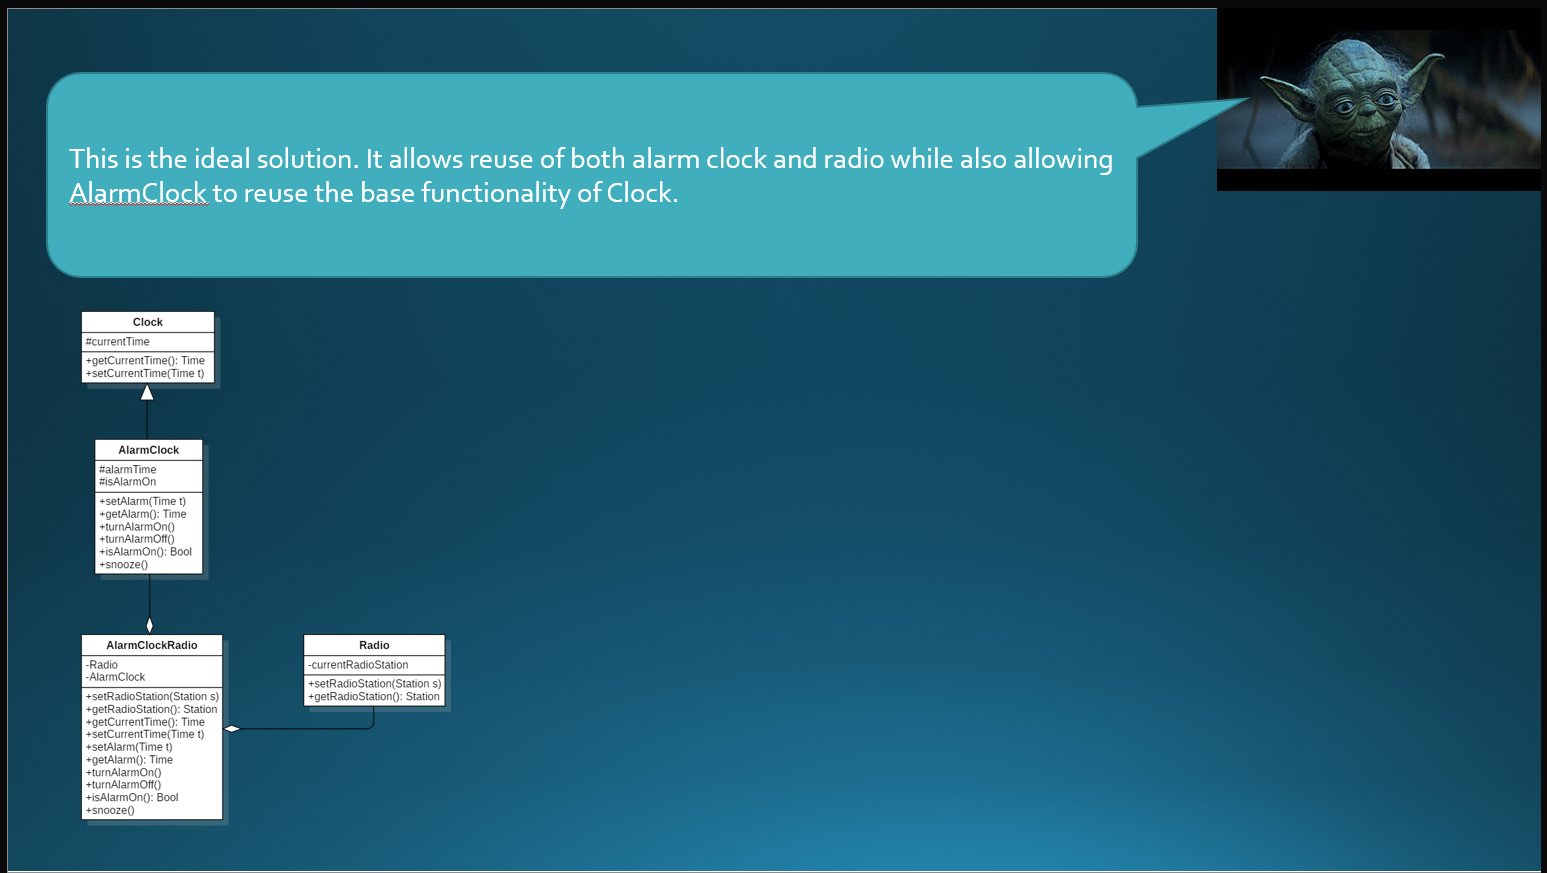 This is the ideal solution. It allows reuse of both alarm clock and radio while also allowing
AlarmClock to reuse the base functionality of Clock.
Clock
#currentTime
+getCurrentTime(): Time
+setCurrentTime(Time t)
AlarmClock
#alarmTime
#isAlarmOn
+setAlarm(Time t)
+getAlarm(): Time
+turnAlarmOn()
+turnAlarmOff()
+isAlarmOn(): Bool
+snooze()
AlarmClockRadio
-Radio
-AlarmClock
+setRadioStation(Station s)
+getRadioStation(): Station
+getCurrentTime(): Time
+setCurrentTime(Time t)
+setAlarm(Time t)
+getAlarm(): Time
+turnAlarmOn()
+turnAlarmOff()
+isAlarmOn(): Bool
+snooze()
Radio
-currentRadioStation
+setRadioStation(Station s)
+getRadioStation(): Station